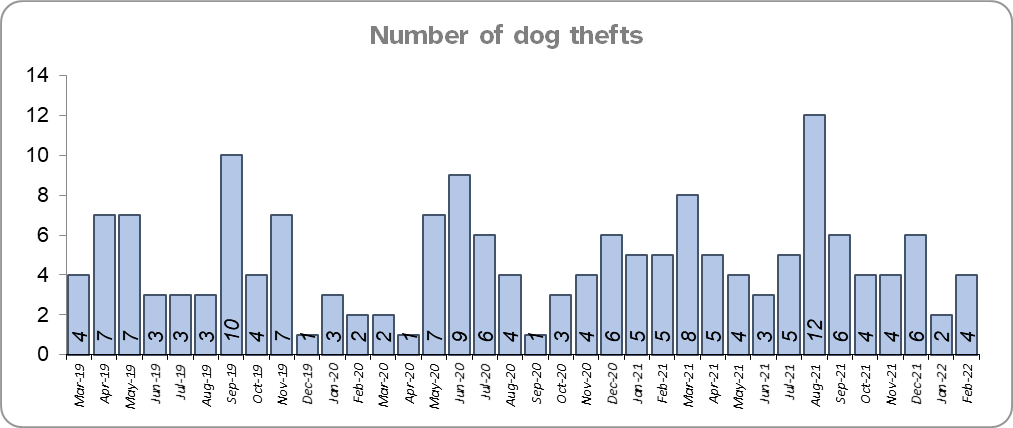 Number of dog thefts
14
12
10
8
6
4
2
0
4 7 7 3 3 3 10 4 7 1 3 2 2 1 7 9 6 4 1 3 4 6 5 5 8 5 4 3 5 12 6 4 4 6 2 4
Mar-19 Apr-19 May-19 Jun-19 Jul-19 Aug-19 Sep-19 Oct-19 Nov-19 Dec-19 Jan-20 Feb-20 Mar-20 Apr-20 May-20 Jun-20 Jul-20 Aug-20 Sep-20 Oct-20 Nov-20 Dec-20 Jan-21 Feb-21 Mar-21 Apr-21 May-21 Jun-21 Jul-21 Aug-21 Sep-21 Oct-21 Nov-21 Dec-21 Jan-22 Feb-22